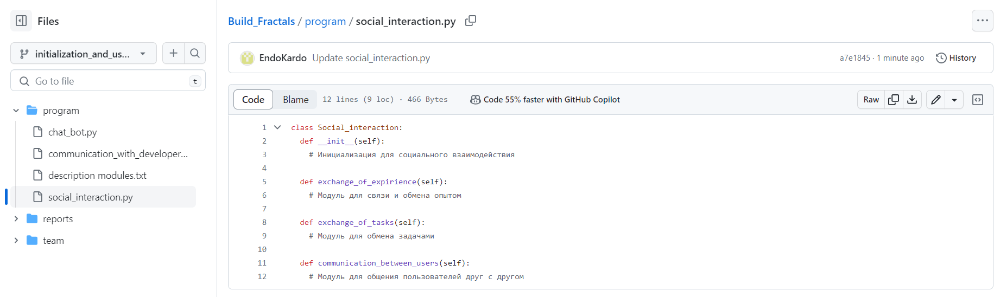 Files
initialization_and_us...
Go to file
t
program
chat_bot.py
communication_with_developer...
description modules.txt
social_interaction.py
reports
team
Build_Fractals / program / social_interaction.py
EndoKardo Update social_interaction.py
a7e1845 · 1 minute ago
History
Code
Blame
12 lines (9 loc) · 466 Bytes
Code 55% faster with GitHub Copilot
Raw
1 class Social_interaction:
2 def __init__(self):
3 # Инициализация для социального взаимодействия
4
5 def exchange_of_expirience(self):
6 # Модуль для связи и обмена опытом
7
8 def exchange_of_tasks(self):
9 # Модуль для обмена задачами
10
11 def communication_between_users(self):
12 # Модуль для общения пользователей друг с другом